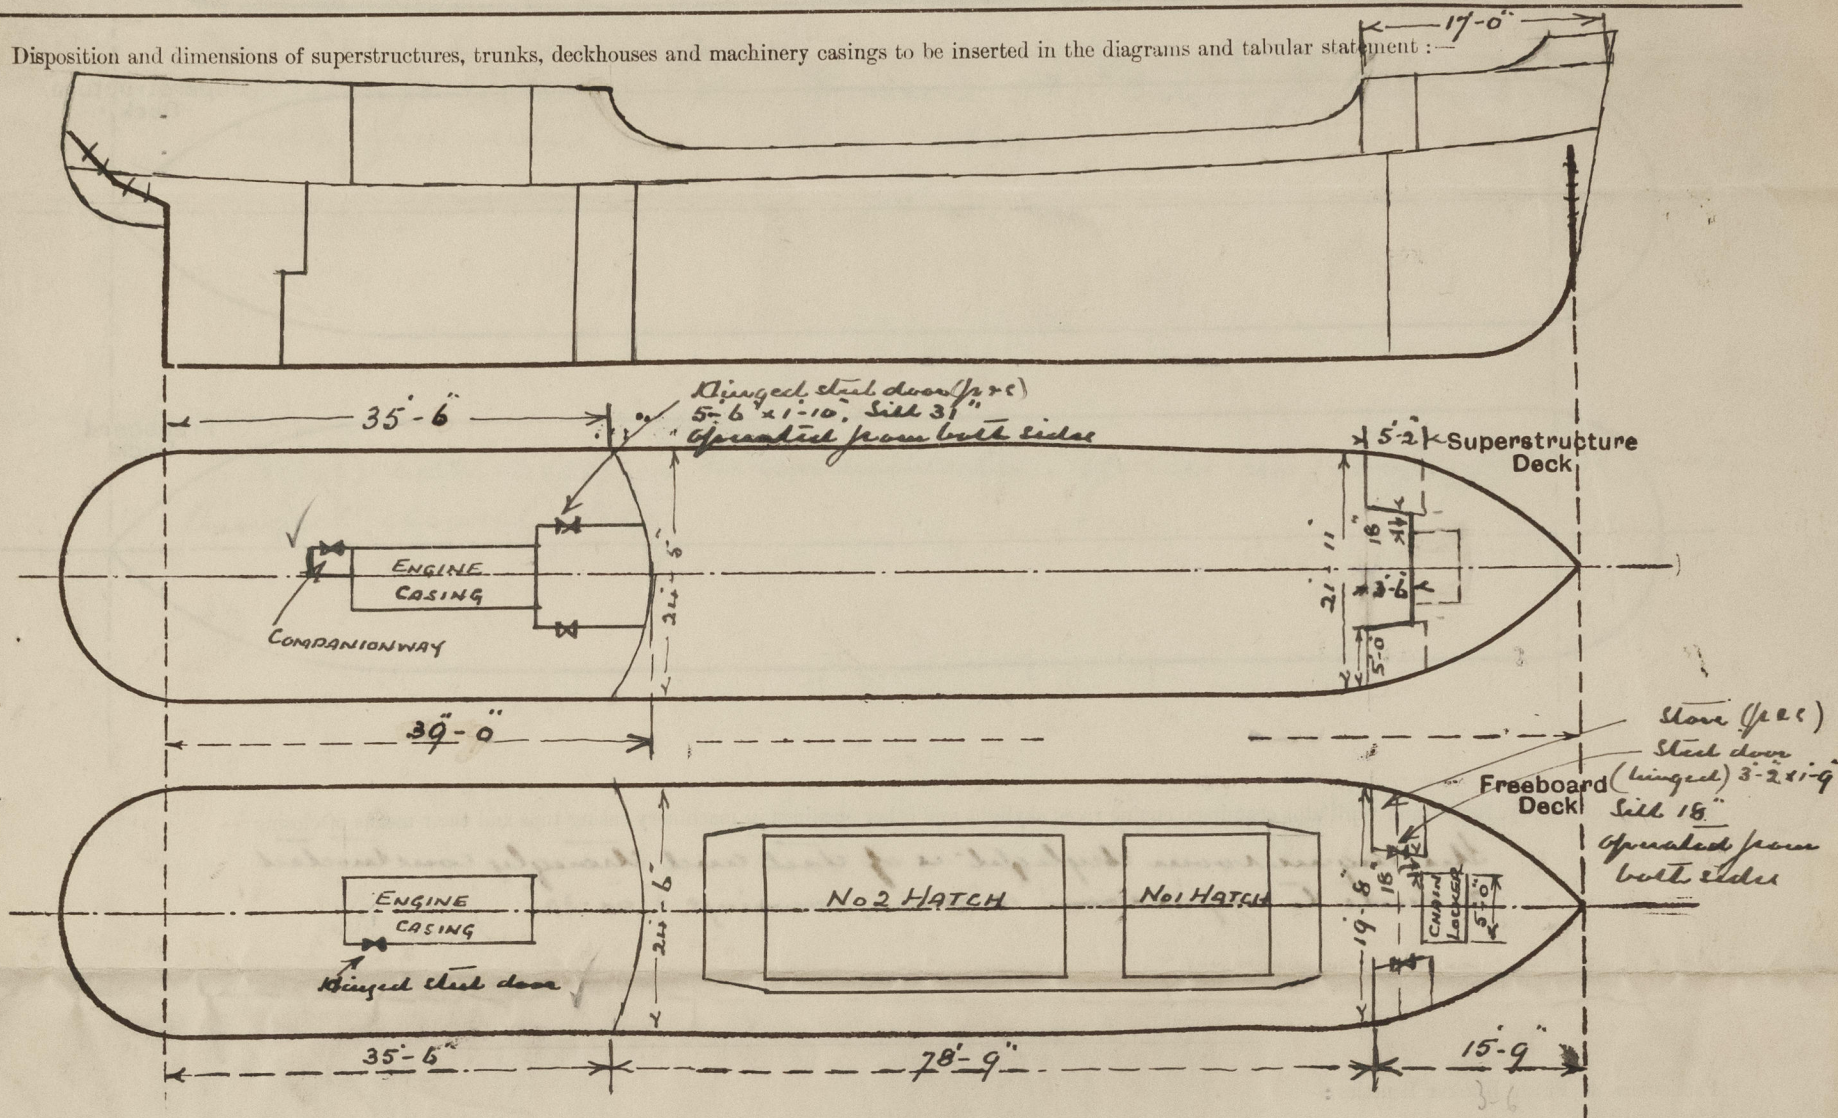 17'-0"
Disposition and dimensions of superstructures, trunks, deckhouses and machinery casings to be inserted in the diagrams and tabular statement :—
35'-6"
Hinged steel door (p&s)
5'-6" x 1'-10". Sill 31"
operated from both sides
5'-2"
Superstructure
Deck
ENGINE
CASING
COMPANIONWAY
24'-5"
21'-11"
18"
3'-6"
5'-0
39'-0"
Store (p&s)
Steel door
(hinged) 3'-2" x 1'-9"
Sill 18"
operated from
both sides
Freeboard
Deck
ENGINE
CASING
Hinged steel door
24'-6"
No2 HATCH
No1 HATCH
19'-8"
18"
CHAIN
LOCKER
5'-0"
35'-6"
78'-9"
15'-9"
3-6